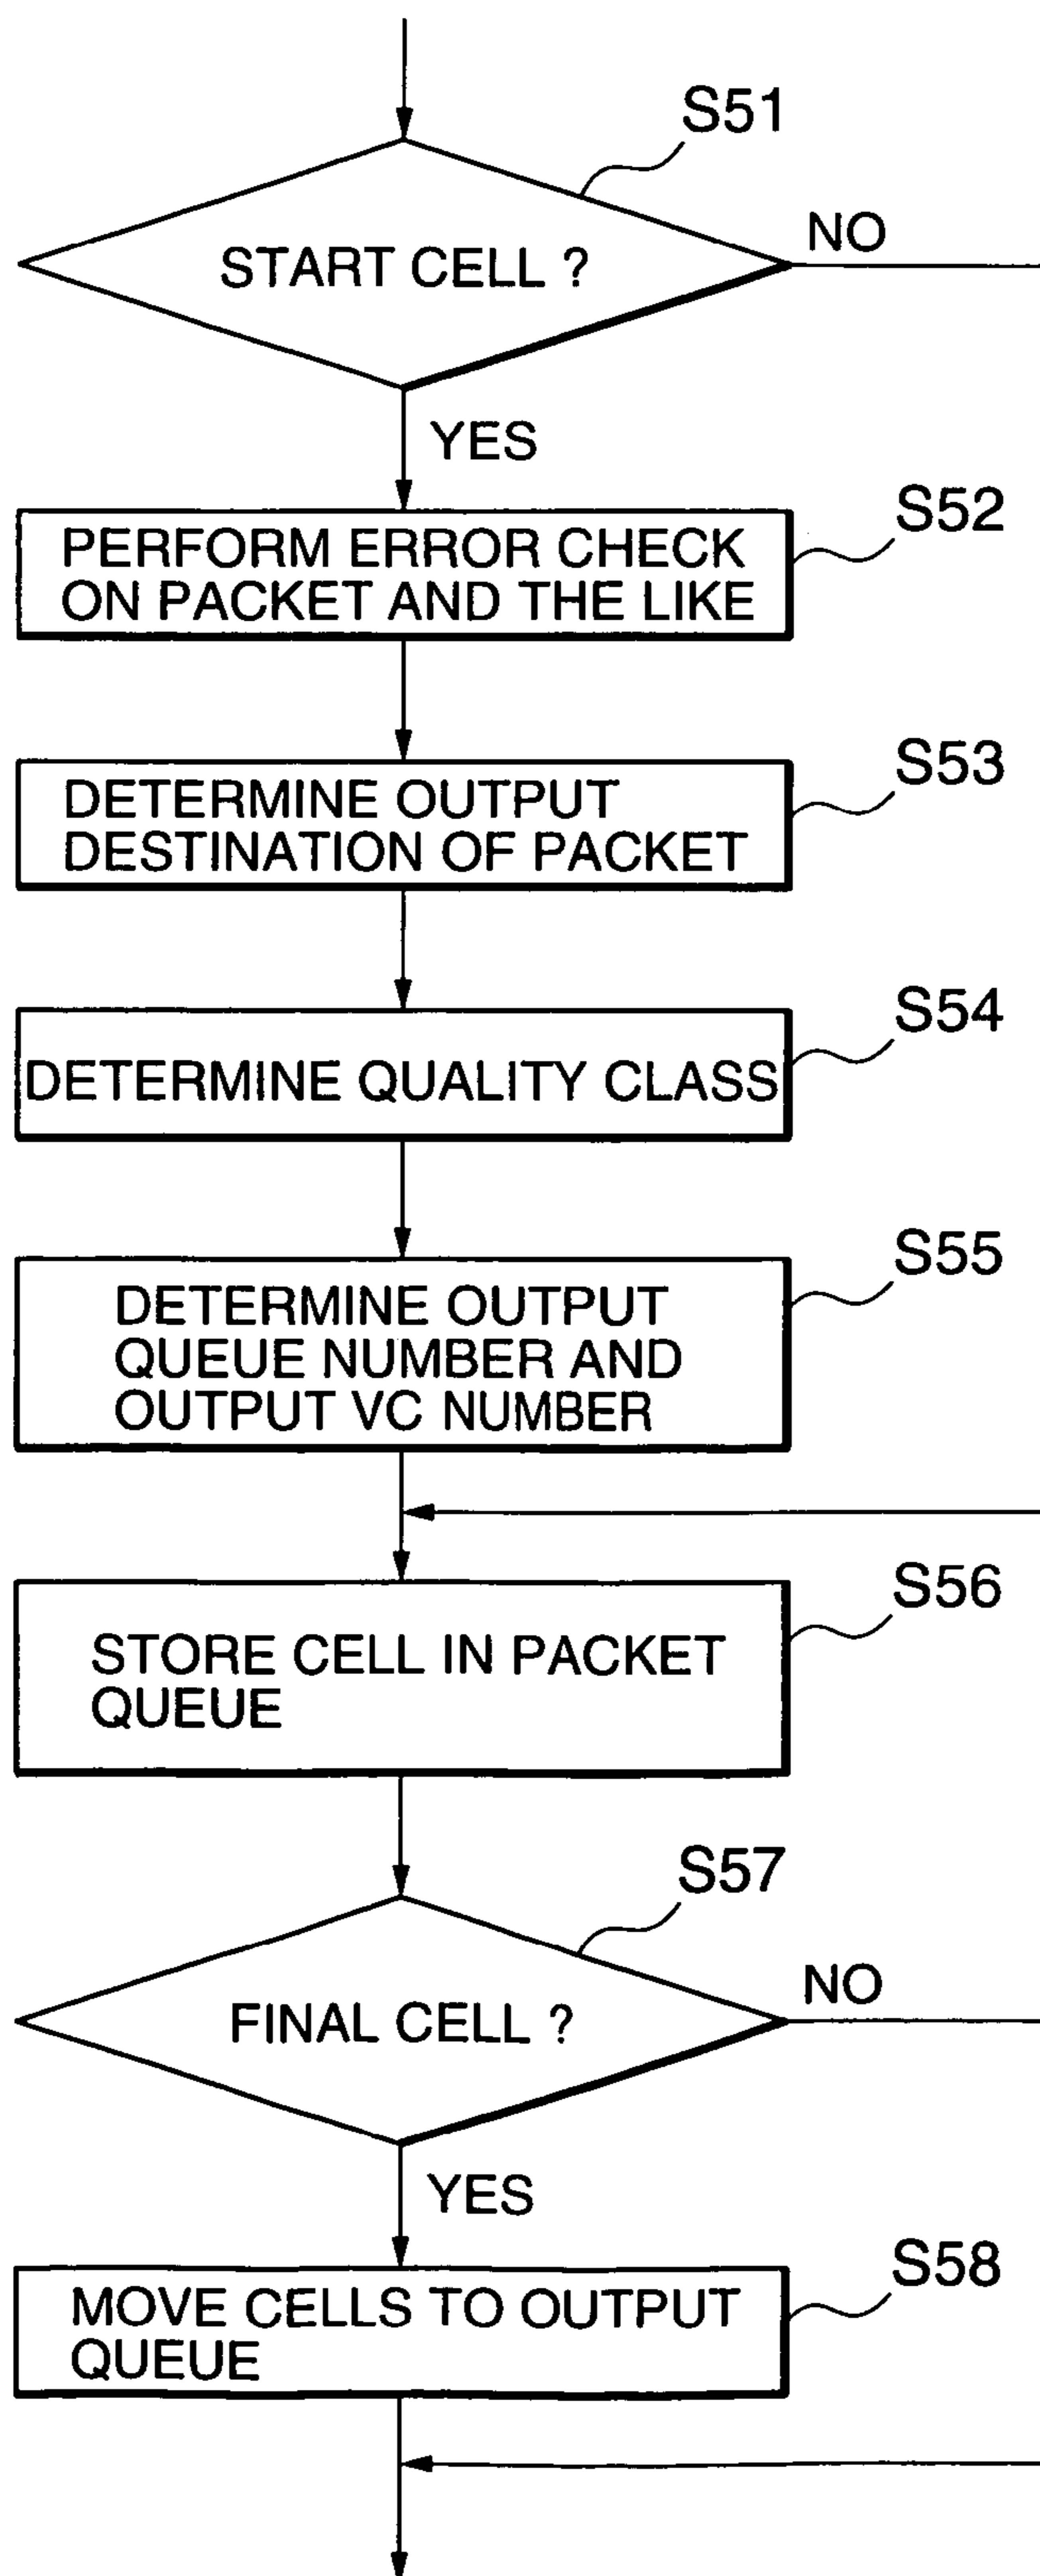 S51
START CELL ?
NO
YES
S52
PERFORM ERROR CHECK
ON PACKET AND THE LIKE
S53
DETERMINE OUTPUT
DESTINATION OF PACKET
S54
DETERMINE QUALITY CLASS
S55
DETERMINE OUTPUT
QUEUE NUMBER AND
OUTPUT VC NUMBER
S56
STORE CELL IN PACKET
QUEUE
S57
FINAL CELL ?
NO
YES
S58
MOVE CELLS TO OUTPUT
QUEUE